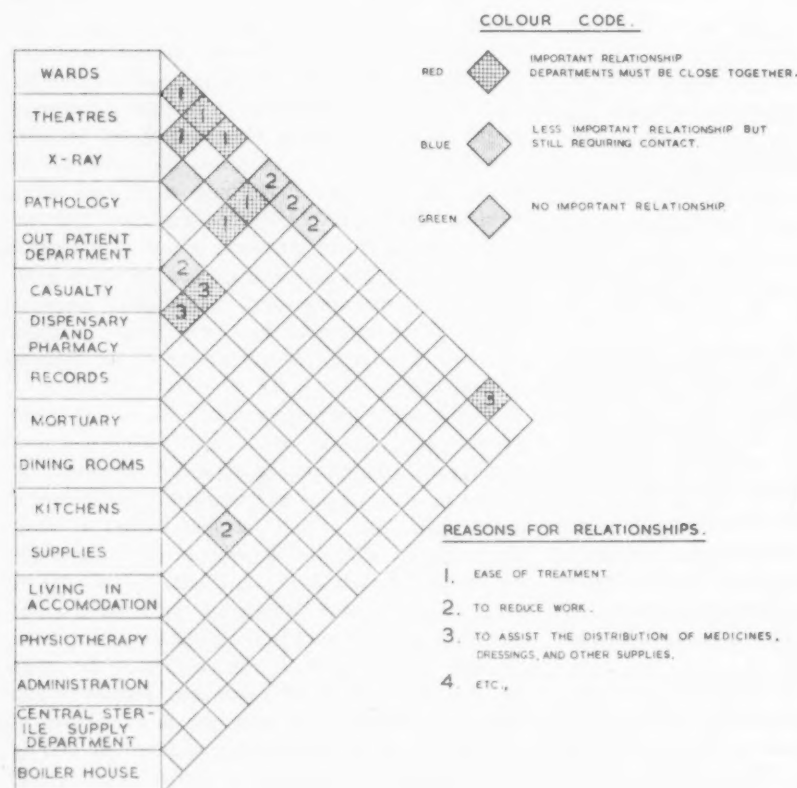 COLOUR CODE.
RED
IMPORTANT RELATIONSHIP
DEPARTMENTS MUST BE CLOSE TOGETHER.
BLUE
LESS IMPORTANT RELATIONSHIP BUT
STILL REQUIRING CONTACT.
GREEN
NO IMPORTANT RELATIONSHIP
WARDS
THEATRES
X-RAY
PATHOLOGY
OUT PATIENT
DEPARTMENT
CASUALTY
DISPENSARY
AND
PHARMACY
RECORDS
MORTUARY
DINING ROOMS
KITCHENS
SUPPLIES
LIVING IN
ACCOMODATION
PHYSIOTHERAPY
ADMINISTRATION
CENTRAL STER-
ILE SUPPLY
DEPARTMENT
BOILER HOUSE
1
1
1 1
2
1 2
1 2
2
3
3
3
2
REASONS FOR RELATIONSHIPS.
1. EASE OF TREATMENT
2. TO REDUCE WORK.
3. TO ASSIST THE DISTRIBUTION OF MEDICINES,
DRESSINGS, AND OTHER SUPPLIES.
4. ETC.,